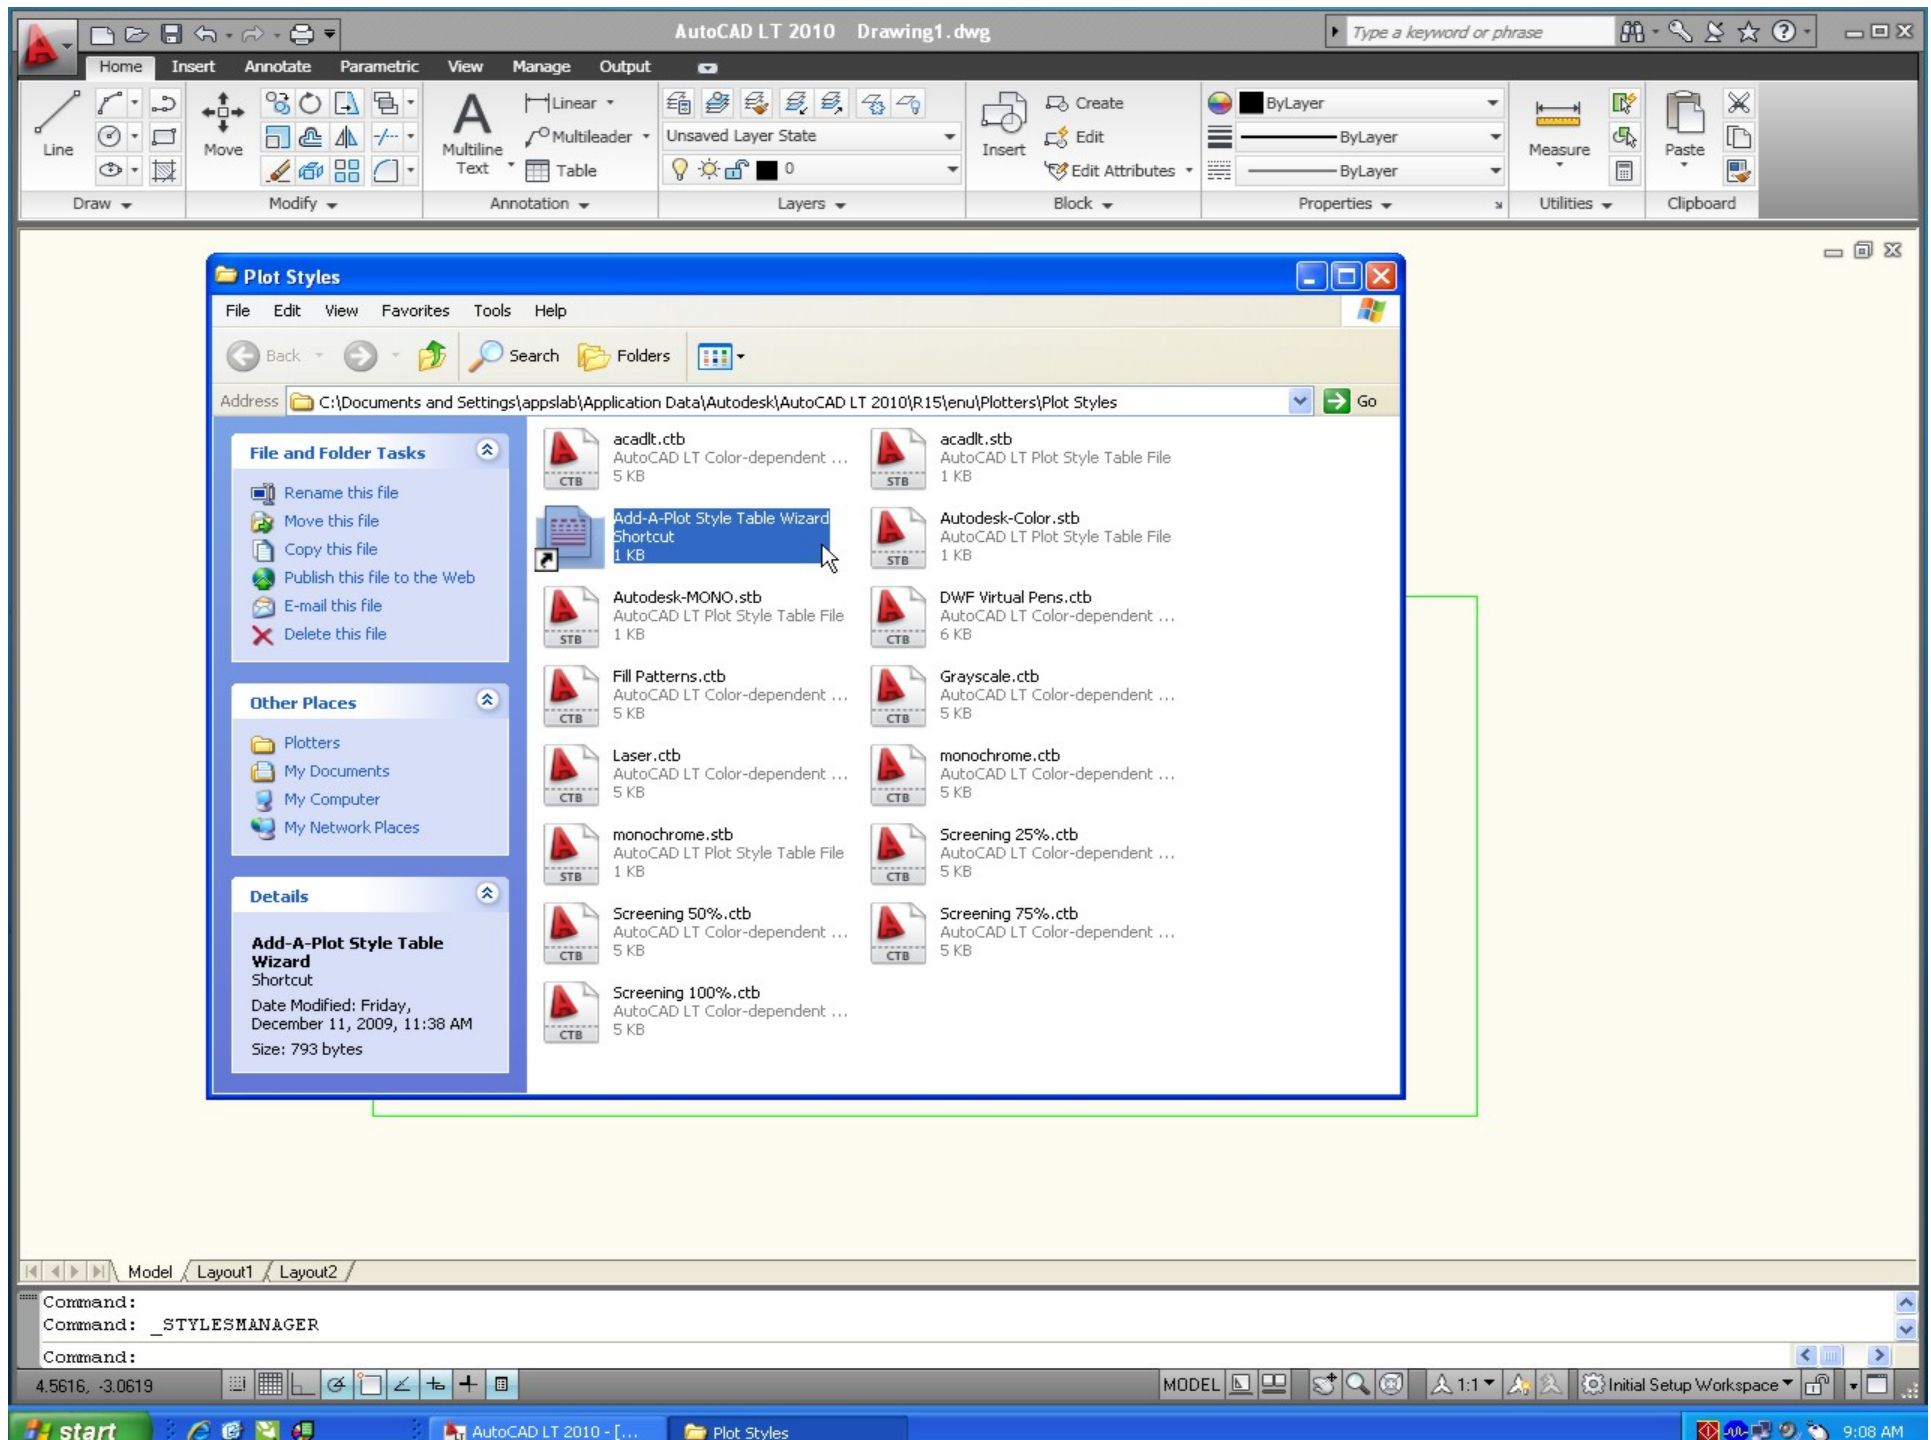 AutoCAD LT 2010 Drawing1.dwg
Type a keyword or phrase
Home Insert Annotate Parametric View Manage Output
Line
Move
Multiline
Text
Linear
Multileader
Table
Unsaved Layer State
0
Insert
Create
Edit
Edit Attributes
ByLayer
ByLayer
ByLayer
Measure
Paste
Draw Modify Annotation Layers Block Properties Utilities Clipboard
Plot Styles
File Edit View Favorites Tools Help
Back Search Folders
Address C:\Documents and Settings\appslab\Application Data\Autodesk\AutoCAD LT 2010\R15\enu\Plotters\Plot Styles Go
File and Folder Tasks
Rename this file
Move this file
Copy this file
Publish this file to the Web
E-mail this file
Delete this file
Other Places
Plotters
My Documents
My Computer
My Network Places
Details
Add-A-Plot Style Table
Wizard
Shortcut
Date Modified: Friday,
December 11, 2009, 11:38 AM
Size: 793 bytes
CTB
acadlt.ctb
AutoCAD LT Color-dependent ...
5 KB
STB
acadlt.stb
AutoCAD LT Plot Style Table File
1 KB
Add-A-Plot Style Table Wizard
Shortcut
1 KB
STB
Autodesk-Color.stb
AutoCAD LT Plot Style Table File
1 KB
STB
Autodesk-MONO.stb
AutoCAD LT Plot Style Table File
1 KB
CTB
DWF Virtual Pens.ctb
AutoCAD LT Color-dependent ...
6 KB
CTB
Fill Patterns.ctb
AutoCAD LT Color-dependent ...
5 KB
CTB
Grayscale.ctb
AutoCAD LT Color-dependent ...
5 KB
CTB
Laser.ctb
AutoCAD LT Color-dependent ...
5 KB
CTB
monochrome.ctb
AutoCAD LT Color-dependent ...
5 KB
STB
monochrome.stb
AutoCAD LT Plot Style Table File
1 KB
CTB
Screening 25%.ctb
AutoCAD LT Color-dependent ...
5 KB
CTB
Screening 50%.ctb
AutoCAD LT Color-dependent ...
5 KB
CTB
Screening 75%.ctb
AutoCAD LT Color-dependent ...
5 KB
CTB
Screening 100%.ctb
AutoCAD LT Color-dependent ...
5 KB
Model Layout1 Layout2
Command:
Command: _STYLESMANAGER
Command:
4.5616, -3.0619 MODEL 1:1 Initial Setup Workspace
start AutoCAD LT 2010 - [... Plot Styles 9:08 AM